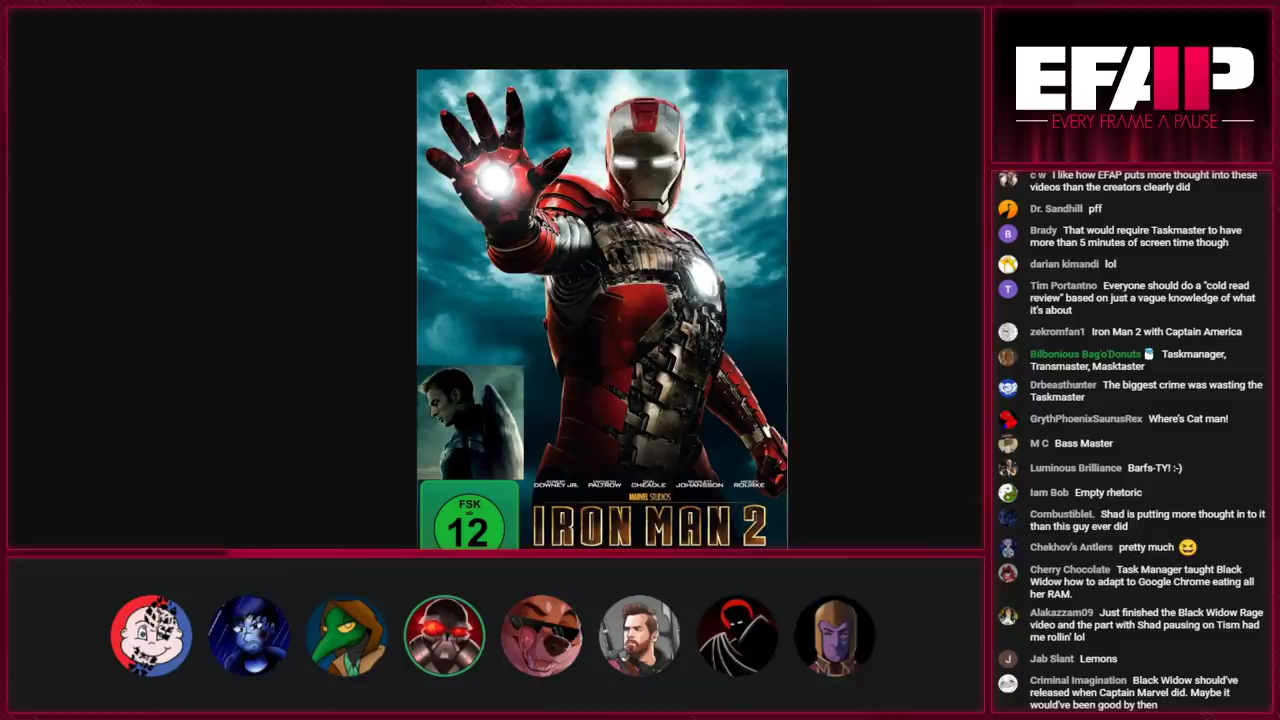 EFAP
EVERY FRAME A PAUSE
c w I like how EFAP puts more thought into these
videos than the creators clearly did
Dr. Sandhill pff
B
Brady That would require Taskmaster to have
more than 5 minutes of screen time though
darian kimandi lol
T
Tim Portantno Everyone should do a "cold read
review" based on just a vague knowledge of what
it's about
zekromfan1 Iron Man 2 with Captain America
Bilbonious Bag'o'Donuts Taskmanager,
Transmaster, Masktaster
Drbeasthunter The biggest crime was wasting the
Taskmaster
GrythPhoenixSaurusRex Where's Cat man!
M C Bass Master
Luminous Brilliance Barfs-TY! :-)
Iam Bob Empty rhetoric
CombustibleL Shad is putting more thought in to it
than this guy ever did
Chekhov's Antlers pretty much
Cherry Chocolate Task Manager taught Black
Widow how to adapt to Google Chrome eating all
her RAM.
Alakazzam09 Just finished the Black Widow Rage
video and the part with Shad pausing on Tism had
me rollin' lol
J
Jab Slant Lemons
Criminal Imagination Black Widow should've
released when Captain Marvel did. Maybe it
would've been good by then
DOWNEY JR. PALTROW CHEADLE JOHANSSON ROURKE
MARVEL STUDIOS
IRON MAN 2
FSK
ab
12